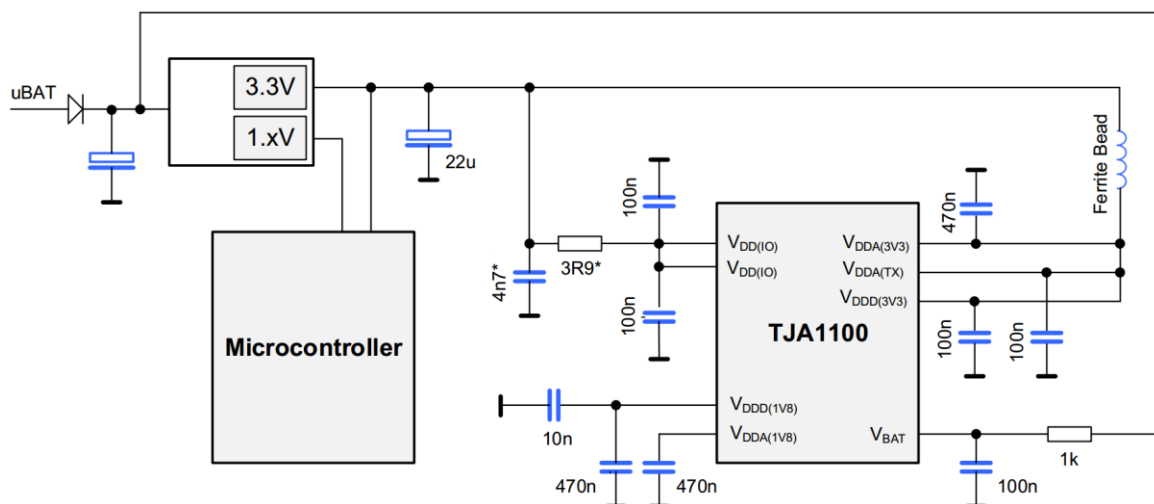 uBAT
3.3V
1.xV
22u
Microcontroller
4n7*
3R9*
100n
100n
VDD(IO)
VDD(IO)
VDDA(3V3)
VDDA(TX)
VDDD(3V3)
TJA1100
VDDD(1V8)
VDDA(1V8)
VBAT
470n
Ferrite Bead
100n
100n
10n
470n
470n
100n
1k